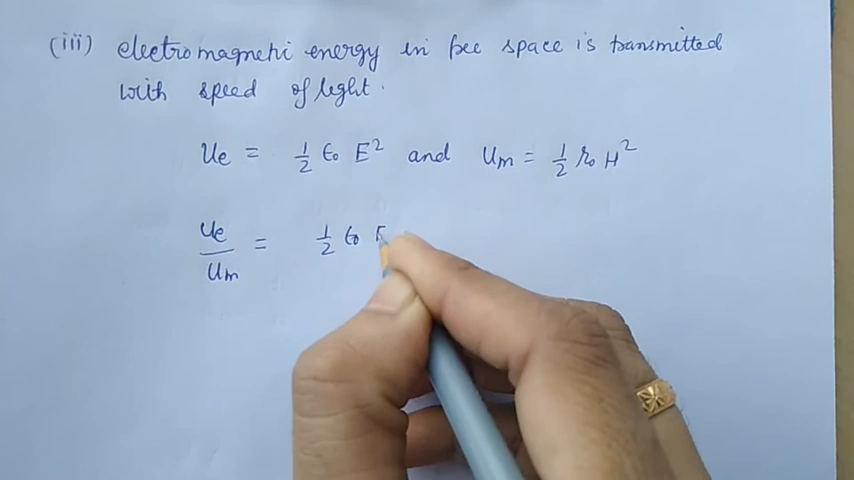 (iii) electromagneti energy in free space is transmitted
with speed of light.
Ue = 1/2 ϵ₀ E² and Um = 1/2 μ₀ H²
Ue/Um = 1/2 ϵ₀ E